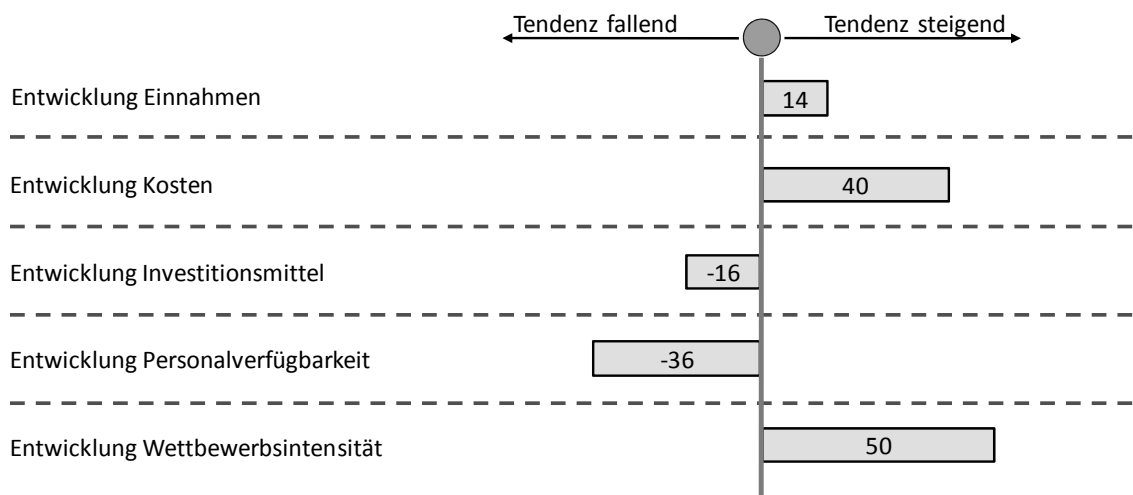 Tendenz fallend Tendenz steigend
Entwicklung Einnahmen 14
Entwicklung Kosten 40
Entwicklung Investitionsmittel -16
Entwicklung Personalverfügbarkeit -36
Entwicklung Wettbewerbsintensität 50